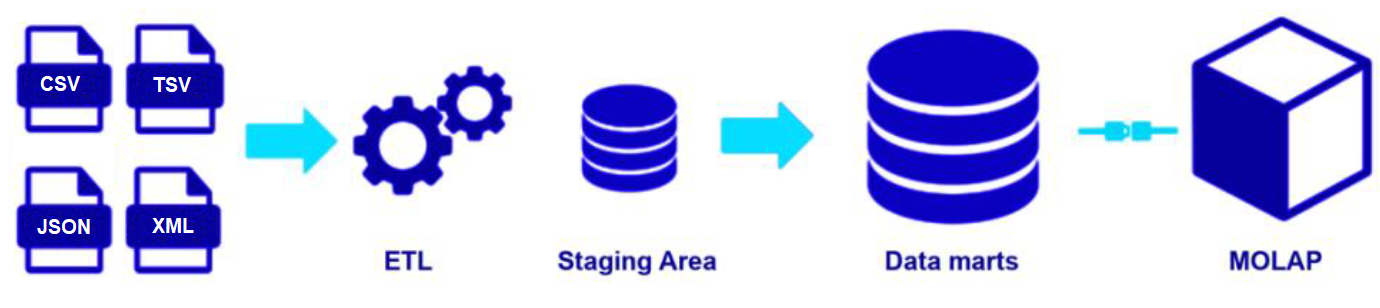 CSV
TSV
JSON
XML
ETL
Staging Area
Data marts
MOLAP